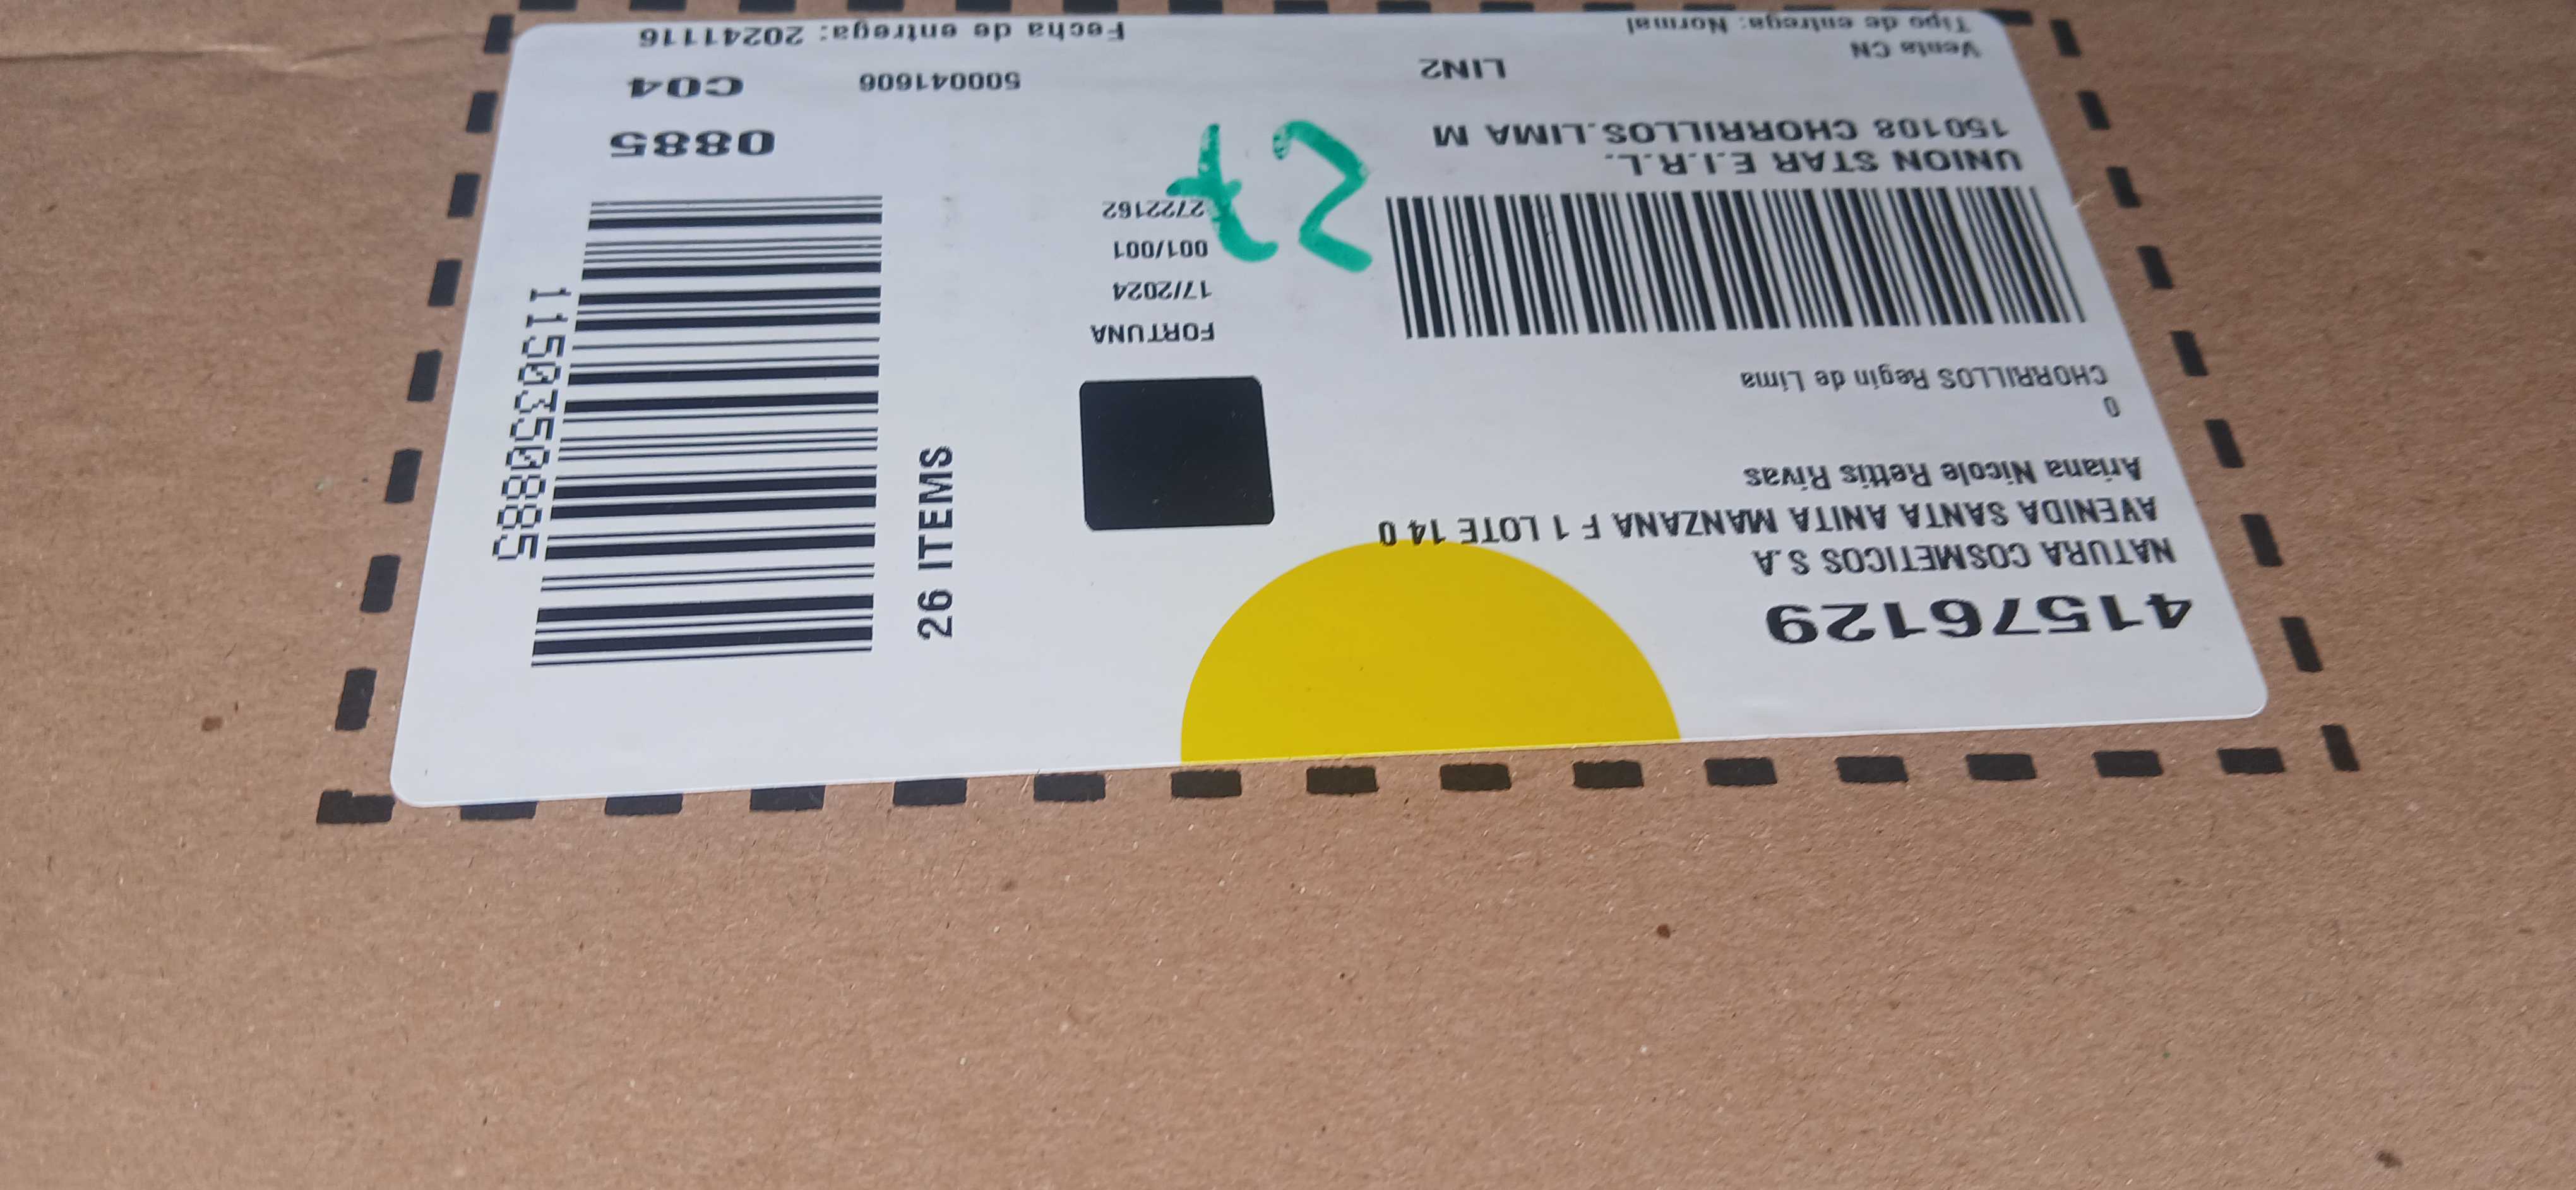 41576129
NATURA COSMETICOS S.A
AVENIDA SANTA ANITA MANZANA F 1 LOTE 14 0
Ariana Nicole Rettis Rivas
0
CHORRILLOS Regin de Lima
UNION STAR E.I.R.L..
150108 CHORRILLOS.LIMA M
LIN2
Venta CN
Tipo de entrega: Normal
FORTUNA
17/2024
001/001
2722162
27
26 ITEMS
11503508885
0885
500041606
C04
Fecha de entrega: 20241116